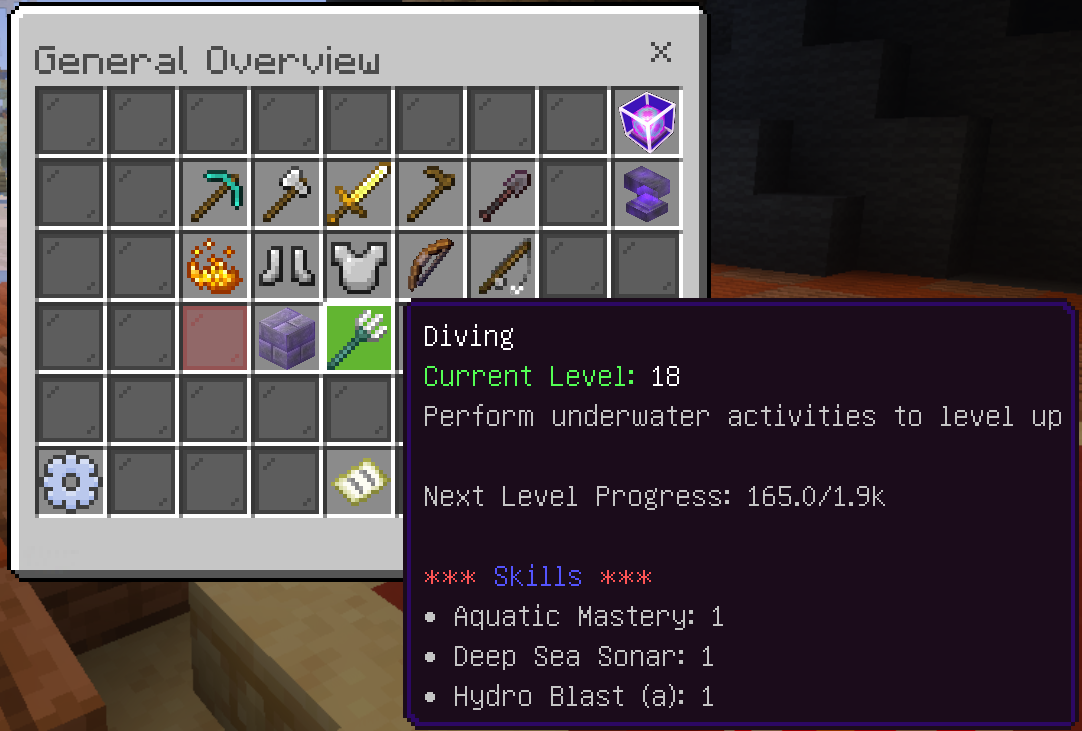 General Overview
Diving
Current Level: 18
Perform underwater activities to level up
Next Level Progress: 165.0/1.9k
*** Skills ***
• Aquatic Mastery: 1
• Deep Sea Sonar: 1
• Hydro Blast (a): 1